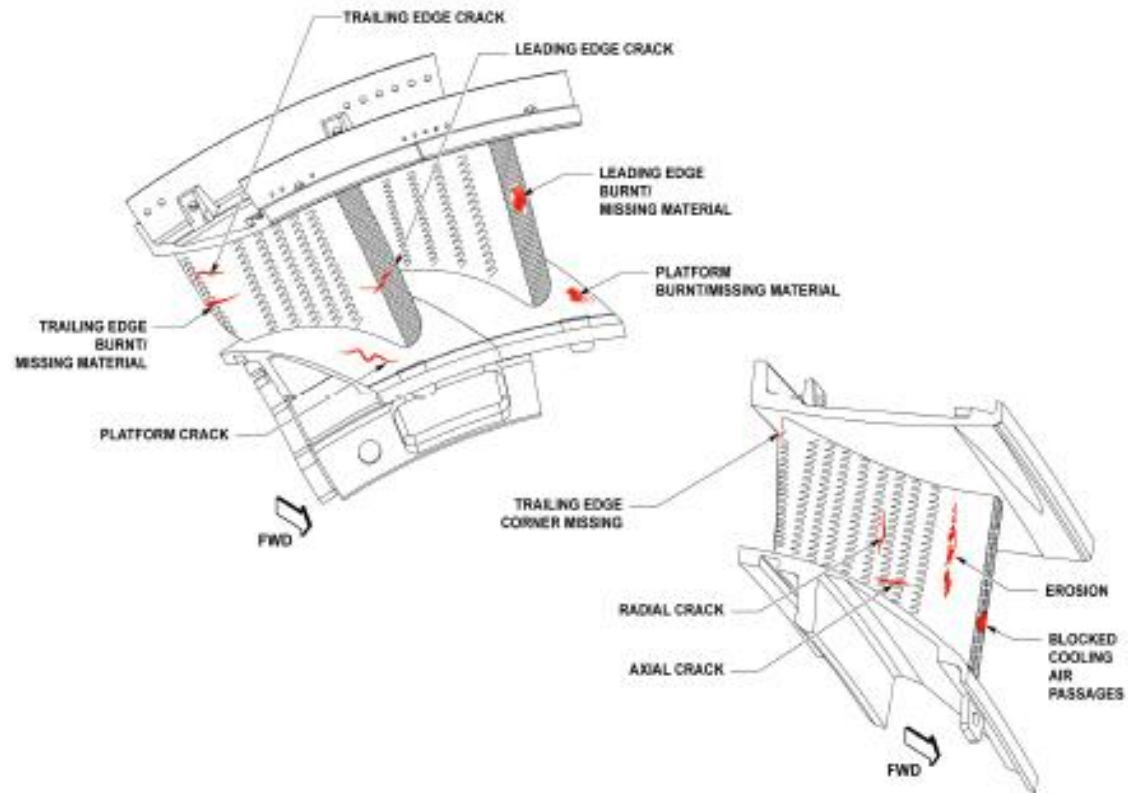 TRAILING EDGE CRACK
LEADING EDGE CRACK
LEADING EDGE
BURNT/
MISSING MATERIAL
PLATFORM
BURNT/MISSING MATERIAL
TRAILING EDGE
BURNT/
MISSING MATERIAL
PLATFORM CRACK
FWD
TRAILING EDGE
CORNER MISSING
RADIAL CRACK
AXIAL CRACK
EROSION
BLOCKED
COOLING
AIR
PASSAGES
FWD